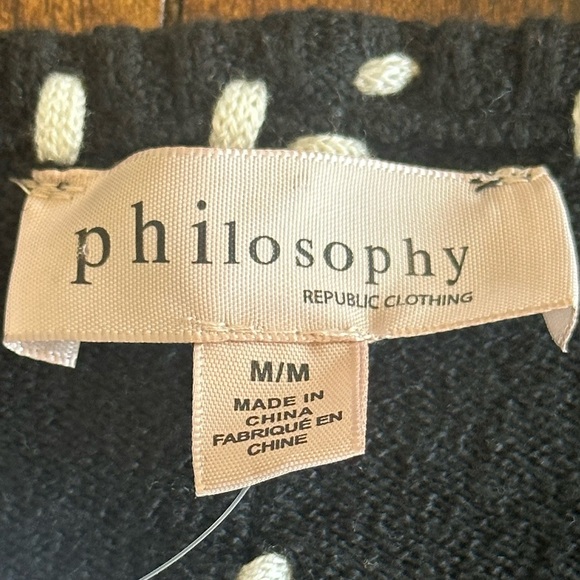 philosophy
REPUBLIC CLOTHING
M/M
MADE IN
CHINA
FABRIQUÉ EN
CHINE